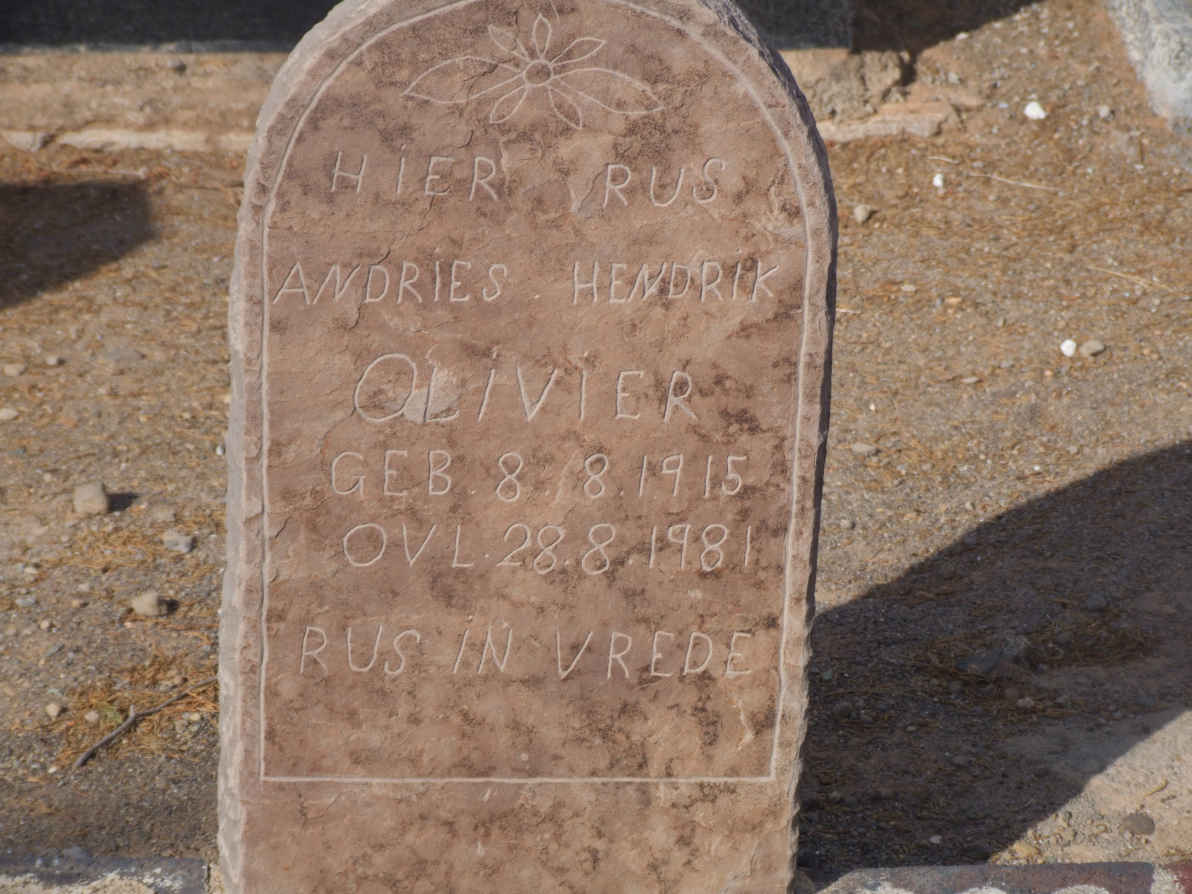 HIER RUS
ANDRIES HENDRIK
OLIVIER
GEB. 8.8.1915
OVL. 28.8.1981
RUS IN VREDE